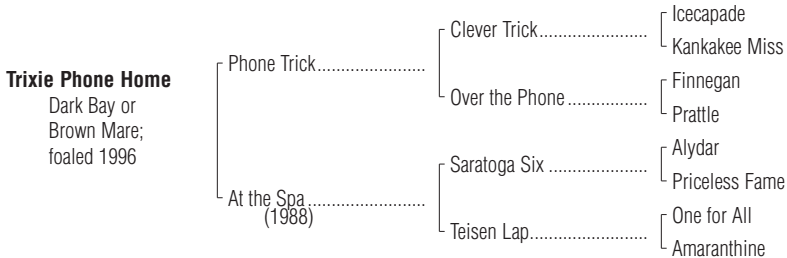 Trixie Phone Home
Dark Bay or
Brown Mare;
foaled 1996
Phone Trick......................
At the Spa........................
(1988)
Clever Trick......................
Over the Phone ................
Saratoga Six ....................
Teisen Lap........................
Icecapade
Kankakee Miss
Finnegan
Prattle
Alydar
Priceless Fame
One for All
Amaranthine